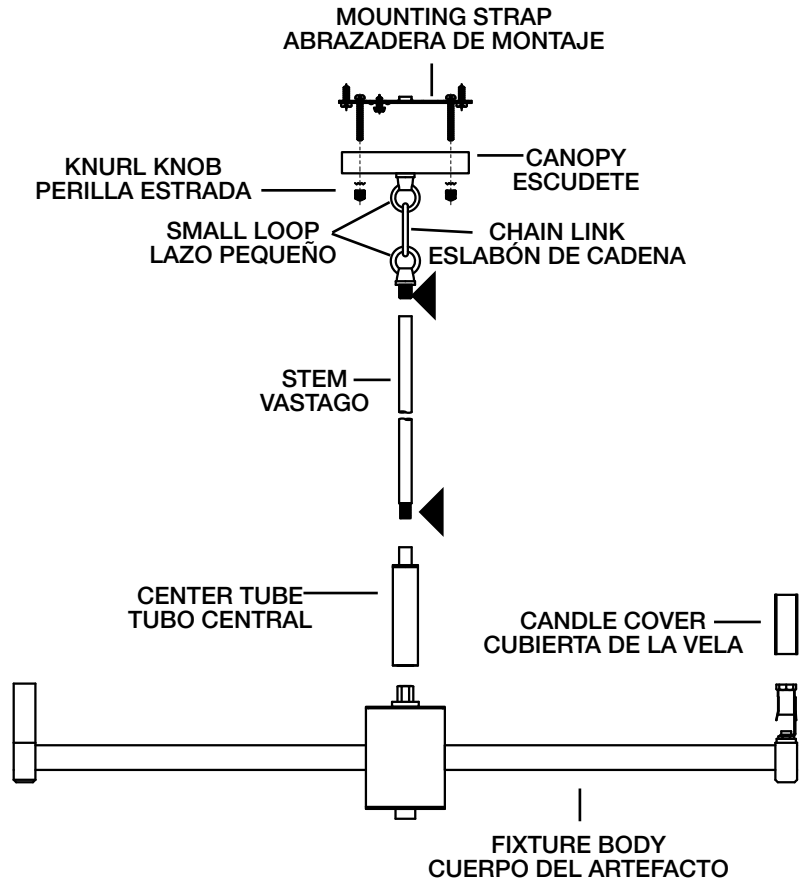 MOUNTING STRAP
ABRAZADERA DE MONTAJE
KNURL KNOB
PERILLA ESTRADA
CANOPY
ESCUDETE
SMALL LOOP
LAZO PEQUEÑO
CHAIN LINK
ESLABÓN DE CADENA
STEM
VASTAGO
CENTER TUBE
TUBO CENTRAL
CANDLE COVER
CUBIERTA DE LA VELA
FIXTURE BODY
CUERPO DEL ARTEFACTO